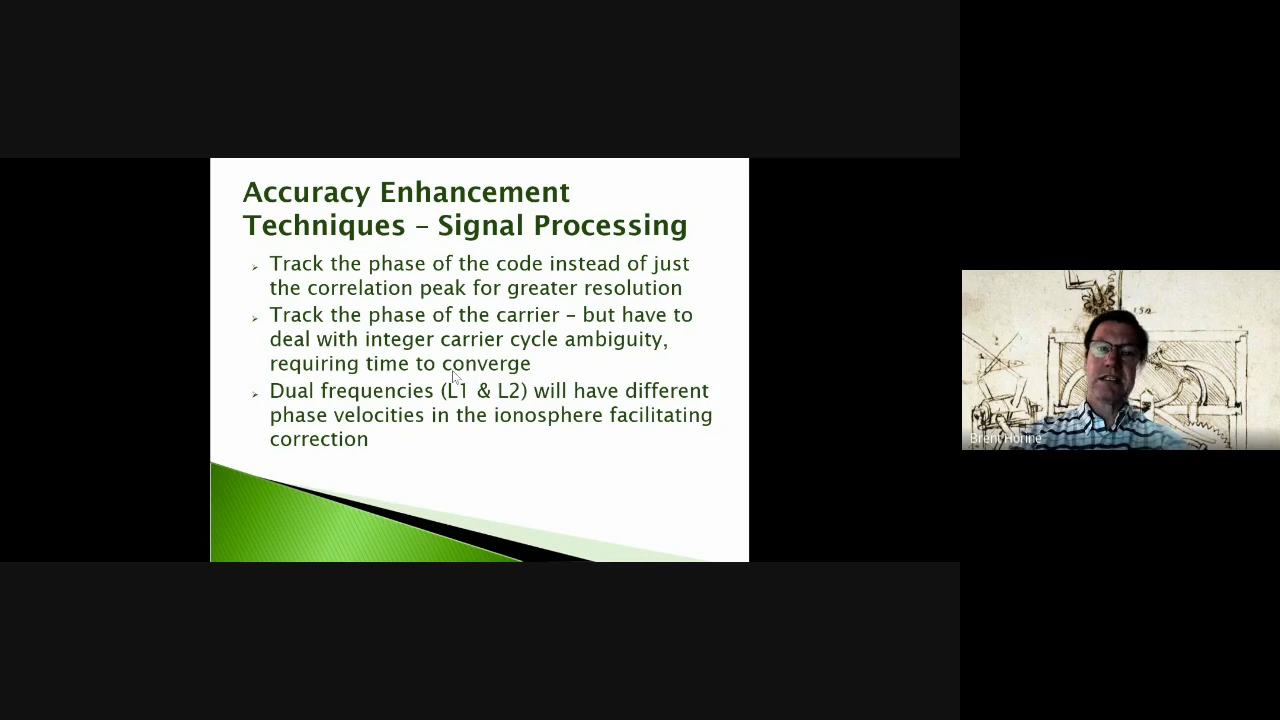 Accuracy Enhancement
Techniques – Signal Processing
Track the phase of the code instead of just
the correlation peak for greater resolution
Track the phase of the carrier – but have to
deal with integer carrier cycle ambiguity,
requiring time to converge
Dual frequencies (L1 & L2) will have different
phase velocities in the ionosphere facilitating
correction
Brent Horine